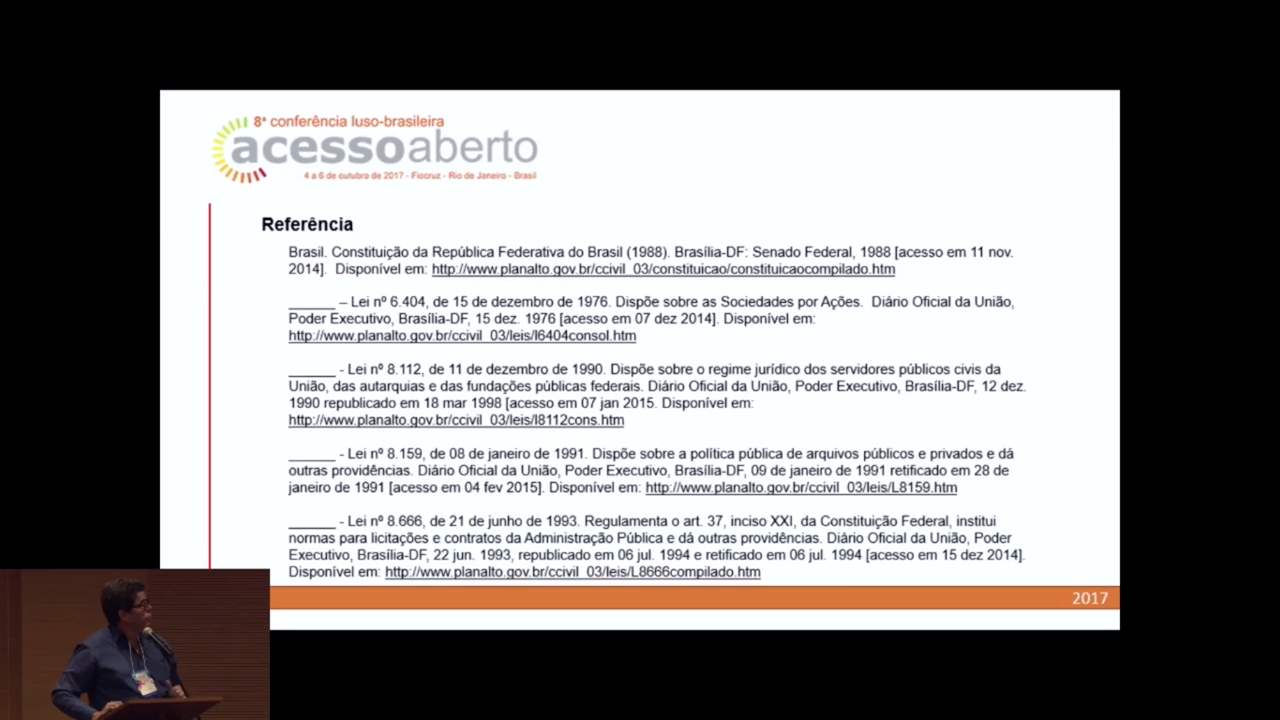 8ª conferência luso-brasileira
acessoaberto
4 a 6 de outubro de 2017 - Fiocruz - Rio de Janeiro - Brasil
Referência
Brasil. Constituição da República Federativa do Brasil (1988). Brasília-DF: Senado Federal, 1988 [acesso em 11 nov.
2014].  Disponível em: http://www.planalto.gov.br/ccivil_03/constituicao/constituicaocompilado.htm
______ – Lei nº 6.404, de 15 de dezembro de 1976. Dispõe sobre as Sociedades por Ações.  Diário Oficial da União,
Poder Executivo, Brasília-DF, 15 dez. 1976 [acesso em 07 dez 2014]. Disponível em:
http://www.planalto.gov.br/ccivil_03/leis/l6404consol.htm
______ - Lei nº 8.112, de 11 de dezembro de 1990. Dispõe sobre o regime jurídico dos servidores públicos civis da
União, das autarquias e das fundações públicas federais. Diário Oficial da União, Poder Executivo, Brasília-DF, 12 dez.
1990 republicado em 18 mar 1998 [acesso em 07 jan 2015. Disponível em:
http://www.planalto.gov.br/ccivil_03/leis/l8112cons.htm
______ - Lei nº 8.159, de 08 de janeiro de 1991. Dispõe sobre a política pública de arquivos públicos e privados e dá
outras providências. Diário Oficial da União, Poder Executivo, Brasília-DF, 09 de janeiro de 1991 retificado em 28 de
janeiro de 1991 [acesso em 04 fev 2015]. Disponível em: http://www.planalto.gov.br/ccivil_03/leis/L8159.htm
______ - Lei nº 8.666, de 21 de junho de 1993. Regulamenta o art. 37, inciso XXI, da Constituição Federal, institui
normas para licitações e contratos da Administração Pública e dá outras providências. Diário Oficial da União, Poder
Executivo, Brasília-DF, 22 jun. 1993, republicado em 06 jul. 1994 e retificado em 06 jul. 1994 [acesso em 15 dez 2014].
Disponível em: http://www.planalto.gov.br/ccivil_03/leis/L8666compilado.htm
2017